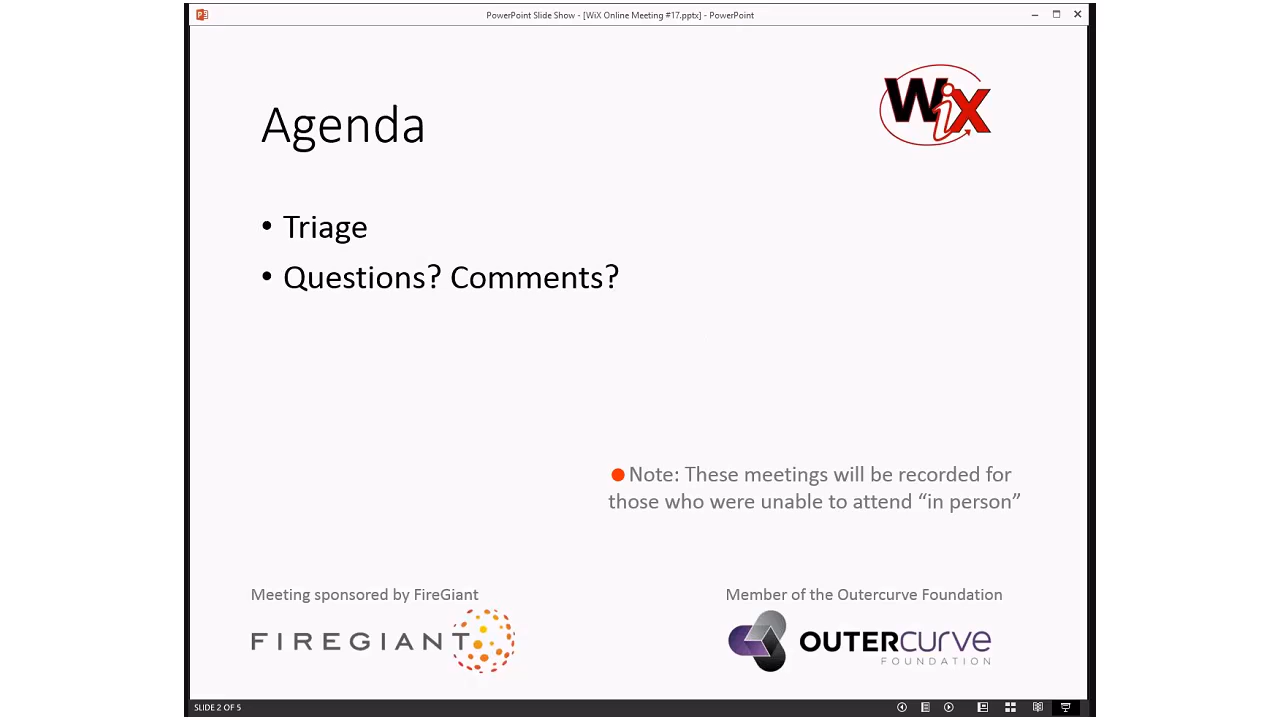 PowerPoint Slide Show - [WiX Online Meeting #17.pptx] - PowerPoint
WiX
Agenda
• Triage
• Questions? Comments?
Note: These meetings will be recorded for
those who were unable to attend “in person”
Meeting sponsored by FireGiant
FIREGIANT
Member of the Outercurve Foundation
OUTERCURVE
FOUNDATION
SLIDE 2 OF 5